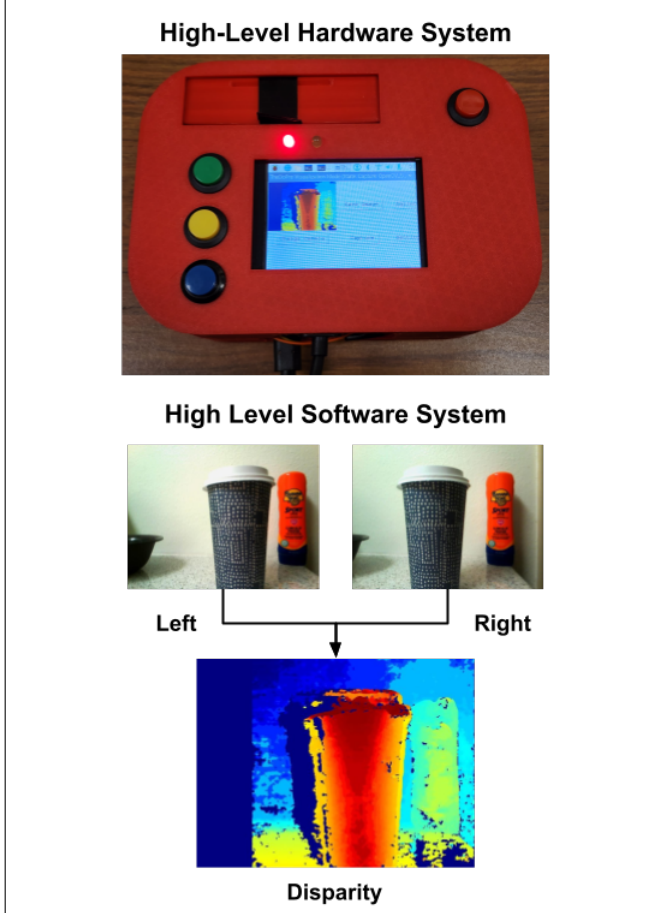 High-Level Hardware System
High Level Software System
Left
Right
Disparity